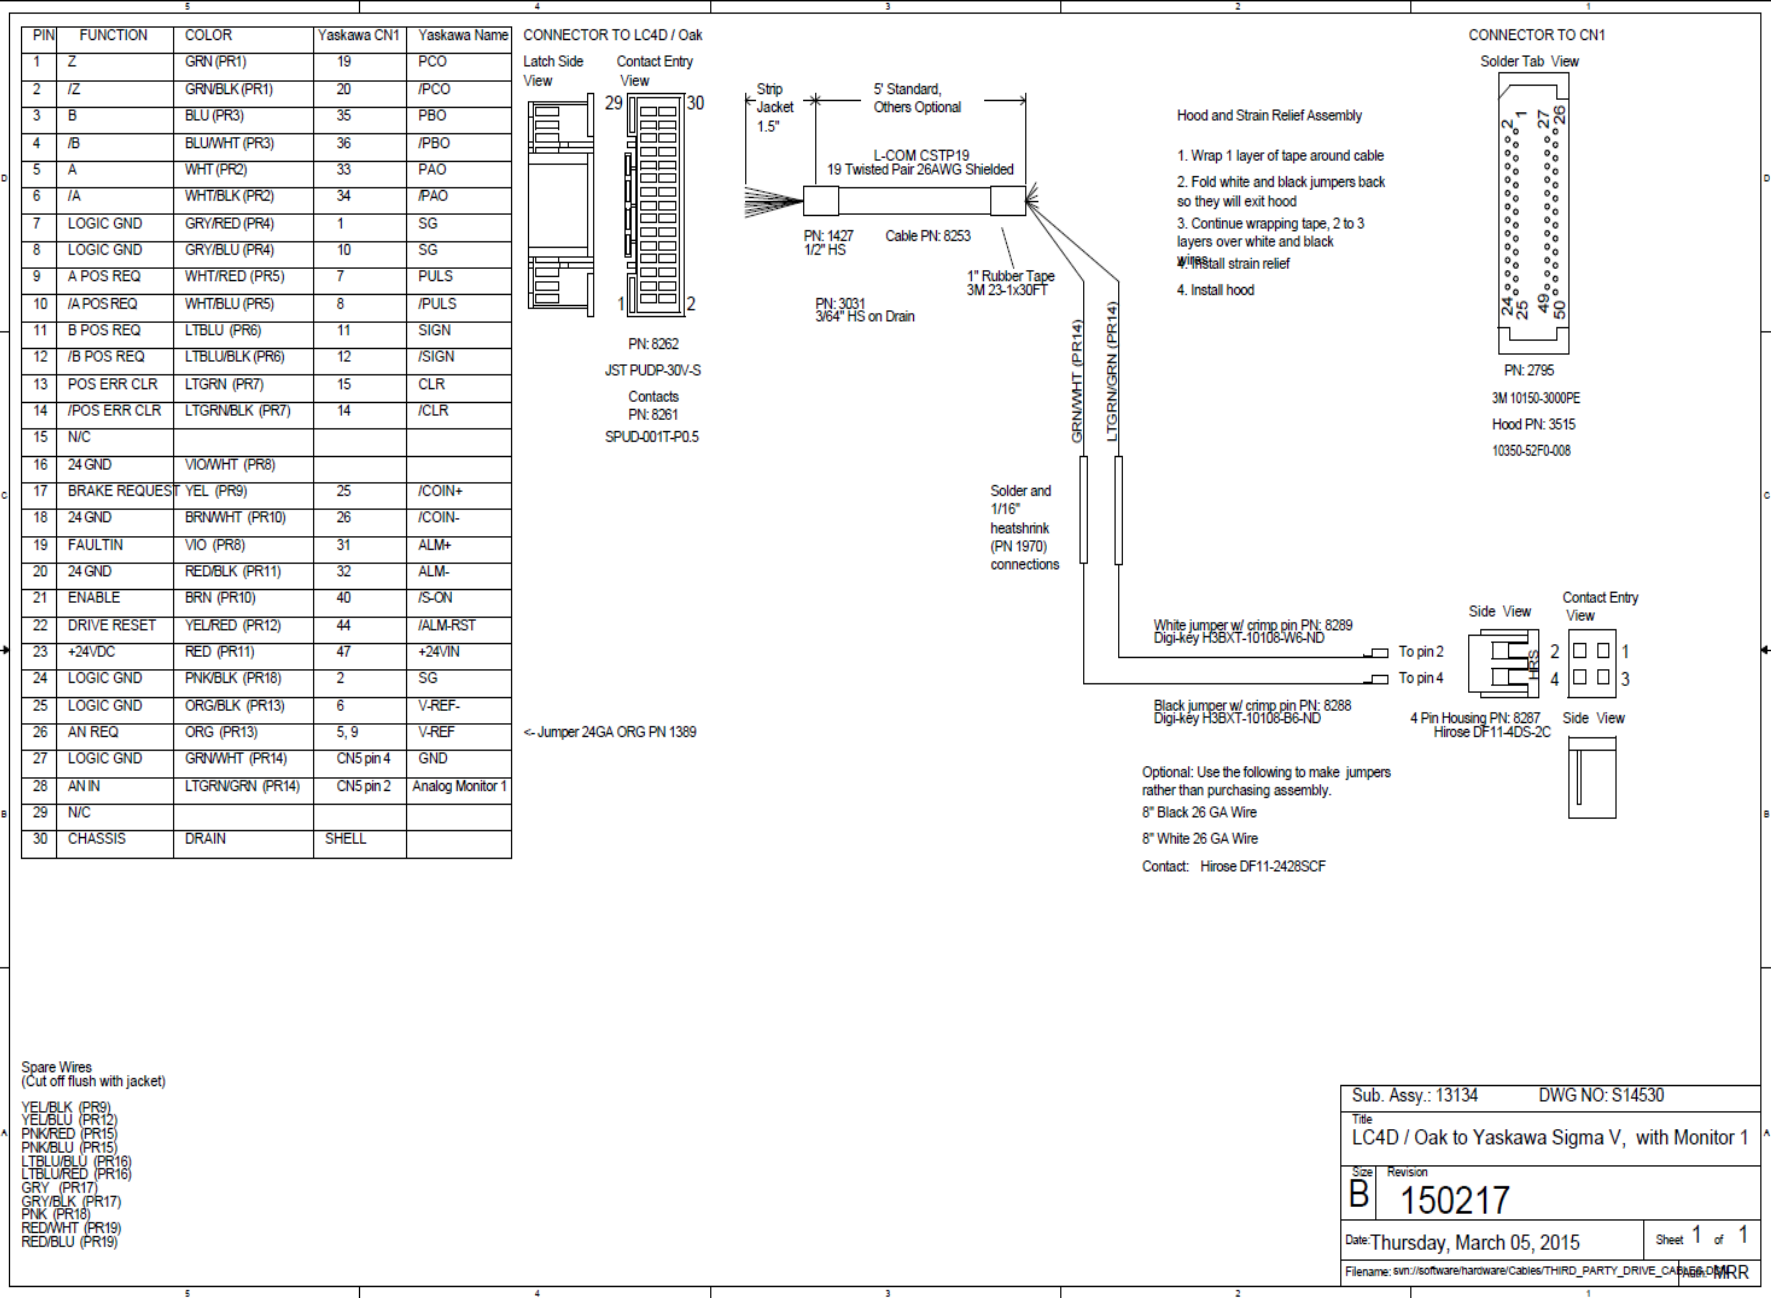 5 4 3 2 1
PIN FUNCTION COLOR Yaskawa CN1 Yaskawa Name
1 Z GRN (PR1) 19 PCO
2 /Z GRN/BLK (PR1) 20 /PCO
3 B BLU (PR3) 35 PBO
4 /B BLU/WHT (PR3) 36 /PBO
5 A WHT (PR2) 33 PAO
6 /A WHT/BLK (PR2) 34 /PAO
7 LOGIC GND GRY/RED (PR4) 1 SG
8 LOGIC GND GRY/BLU (PR4) 10 SG
9 A POS REQ WHT/RED (PR5) 7 PULS
10 /A POS REQ WHT/BLU (PR5) 8 /PULS
11 B POS REQ LTBLU (PR6) 11 SIGN
12 /B POS REQ LTBLU/BLK (PR6) 12 /SIGN
13 POS ERR CLR LTGRN (PR7) 15 CLR
14 /POS ERR CLR LTGRN/BLK (PR7) 14 /CLR
15 N/C
16 24 GND VIO/WHT (PR8)
17 BRAKE REQUEST YEL (PR9) 25 /COIN+
18 24 GND BRN/WHT (PR10) 26 /COIN-
19 FAULTIN VIO (PR8) 31 ALM+
20 24 GND RED/BLK (PR11) 32 ALM-
21 ENABLE BRN (PR10) 40 /S-ON
22 DRIVE RESET YEL/RED (PR12) 44 /ALM-RST
23 +24VDC RED (PR11) 47 +24VIN
24 LOGIC GND PNK/BLK (PR18) 2 SG
25 LOGIC GND ORG/BLK (PR13) 6 V-REF-
26 AN REQ ORG (PR13) 5, 9 V-REF
27 LOGIC GND GRN/WHT (PR14) CN5 pin 4 GND
28 AN IN LTGRN/GRN (PR14) CN5 pin 2 Analog Monitor 1
29 N/C
30 CHASSIS DRAIN SHELL
<- Jumper 24GA ORG PN 1389
CONNECTOR TO LC4D / Oak
Latch Side
View
Contact Entry
View
29 30
1 2
PN: 8262
JST PUDP-30V-S
Contacts
PN: 8261
SPUD-001T-P0.5
Strip
Jacket
1.5"
5' Standard,
Others Optional
L-COM CSTP19
19 Twisted Pair 26AWG Shielded
PN: 1427
1/2" HS
Cable PN: 8253
1" Rubber Tape
3M 23-1x30FT
PN: 3031
3/64" HS on Drain
GRN/WHT (PR14)
LTGRN/GRN (PR14)
Solder and
1/16"
heatshrink
(PN 1970)
connections
Hood and Strain Relief Assembly
1. Wrap 1 layer of tape around cable
2. Fold white and black jumpers back
so they will exit hood
3. Continue wrapping tape, 2 to 3
layers over white and black
wires
4. Install strain relief
4. Install hood
CONNECTOR TO CN1
Solder Tab View
2 1 27 26
24 25 49 50
PN: 2795
3M 10150-3000PE
Hood PN: 3515
10350-52F0-008
White jumper w/ crimp pin PN: 8289
Digi-key H3BXT-10108-W6-ND
To pin 2
To pin 4
Black jumper w/ crimp pin PN: 8288
Digi-key H3BXT-10108-B6-ND
Side View
HRS
Contact Entry
View
2 1
4 3
4 Pin Housing PN: 8287
Hirose DF11-4DS-2C
Side View
Optional: Use the following to make jumpers
rather than purchasing assembly.
8" Black 26 GA Wire
8" White 26 GA Wire
Contact: Hirose DF11-2428SCF
Spare Wires
(Cut off flush with jacket)
YEL/BLK (PR9)
YEL/BLU (PR12)
PNK/RED (PR15)
PNK/BLU (PR15)
LTBLU/BLU (PR16)
LTBLU/RED (PR16)
GRY (PR17)
GRY/BLK (PR17)
PNK (PR18)
RED/WHT (PR19)
RED/BLU (PR19)
Sub. Assy.: 13134 DWG NO: S14530
Title
LC4D / Oak to Yaskawa Sigma V, with Monitor 1
Size Revision
B 150217
Date: Thursday, March 05, 2015 Sheet 1 of 1
Filename: svn://software/hardware/Cables/THIRD_PARTY_DRIVE_CABLES MRR
D D
C C
B B
A A
5 4 3 2 1